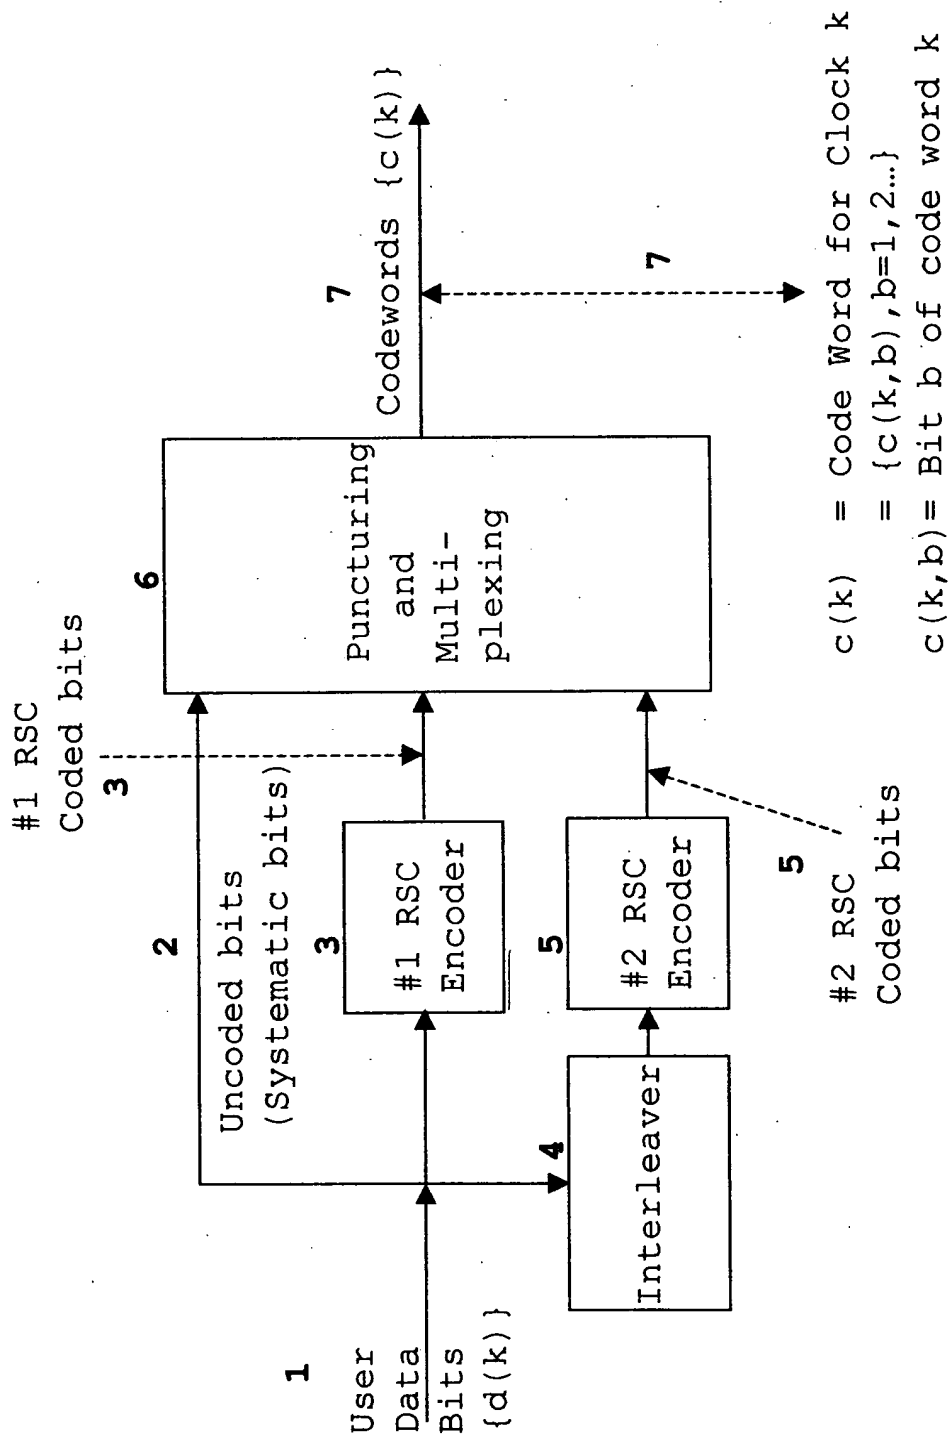 1
User
Data
Bits
{d(k)}
2
Uncoded bits
(Systematic bits)
#1 RSC
Coded bits
3
3
#1 RSC
Encoder
4
Interleaver
5
#2 RSC
Encoder
5
#2 RSC
Coded bits
6
Puncturing
and
Multi-
plexing
7
Codewords {c(k)}
7
c(k) = Code Word for Clock k
= {c(k,b),b=1,2…}
c(k,b)= Bit b of code word k